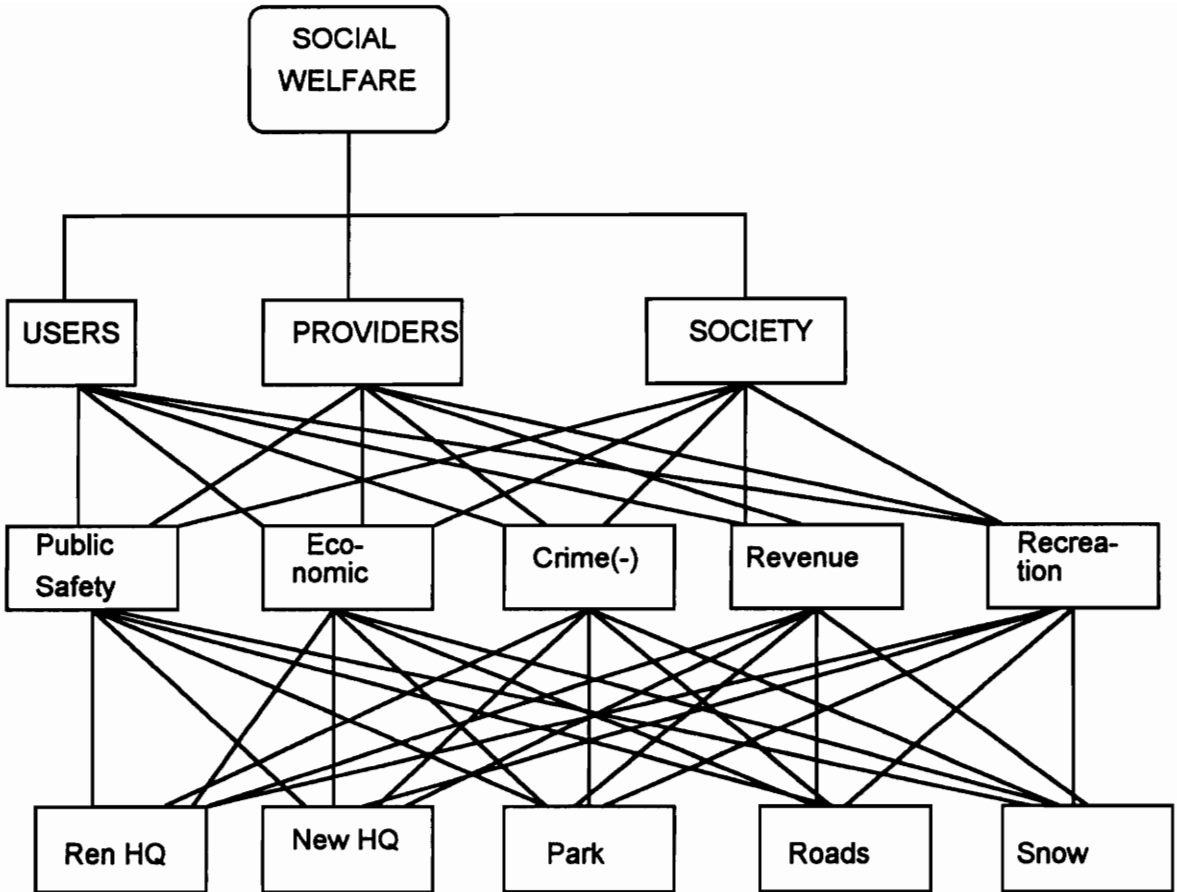 SOCIAL
WELFARE
USERS
PROVIDERS
SOCIETY
Public
Safety
Eco-
nomic
Crime(-)
Revenue
Recrea-
tion
Ren HQ
New HQ
Park
Roads
Snow